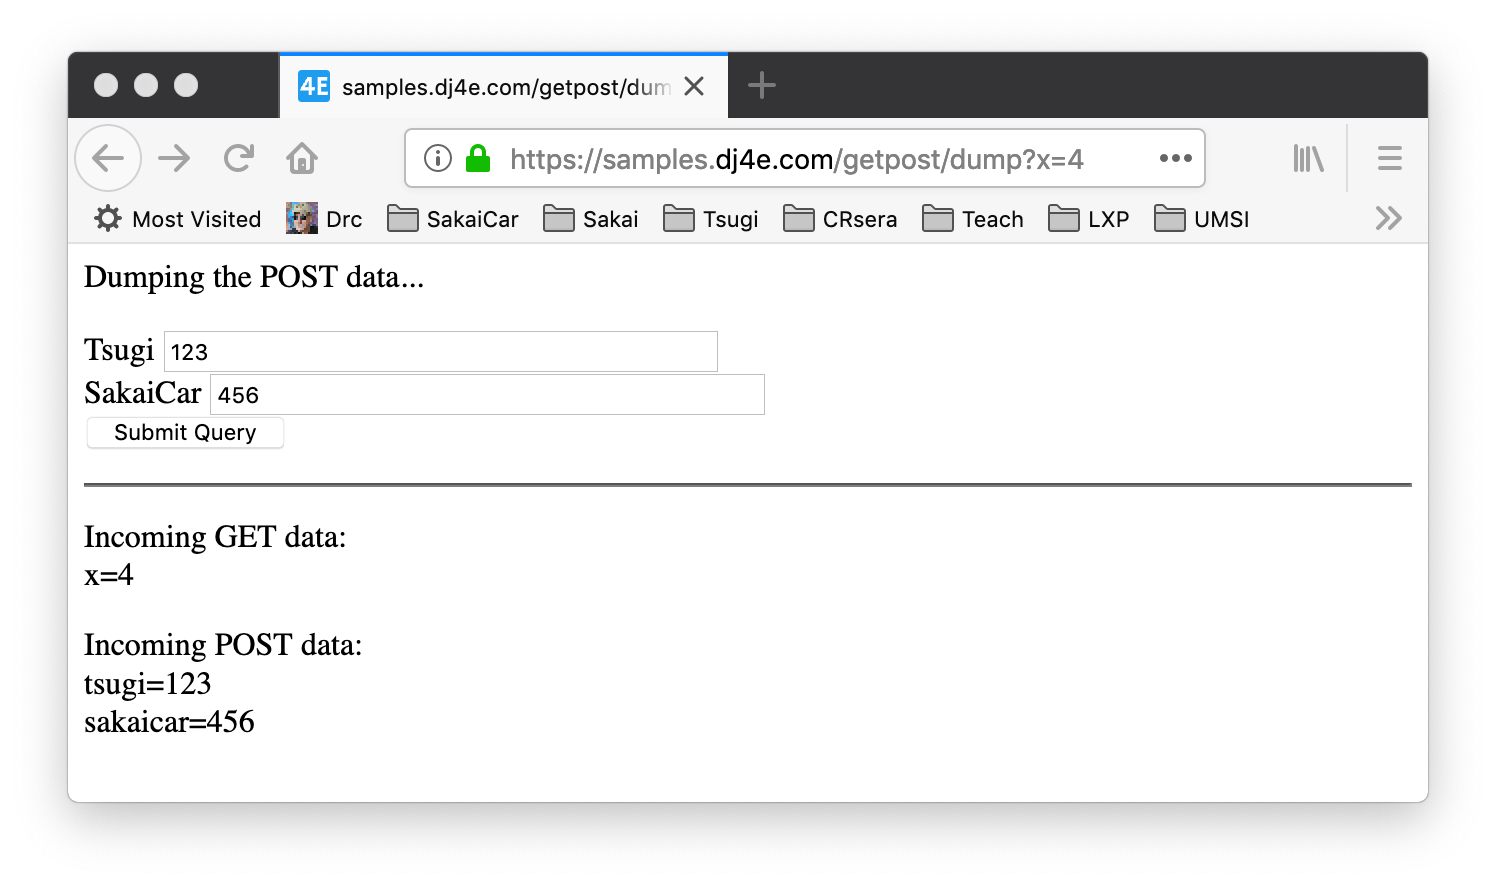 4E samples.dj4e.com/getpost/dum
https://samples.dj4e.com/getpost/dump?x=4
Most Visited Drc SakaiCar Sakai Tsugi CRsera Teach LXP UMSI
Dumping the POST data...
Tsugi 123
SakaiCar 456
Submit Query
Incoming GET data:
x=4
Incoming POST data:
tsugi=123
sakaicar=456